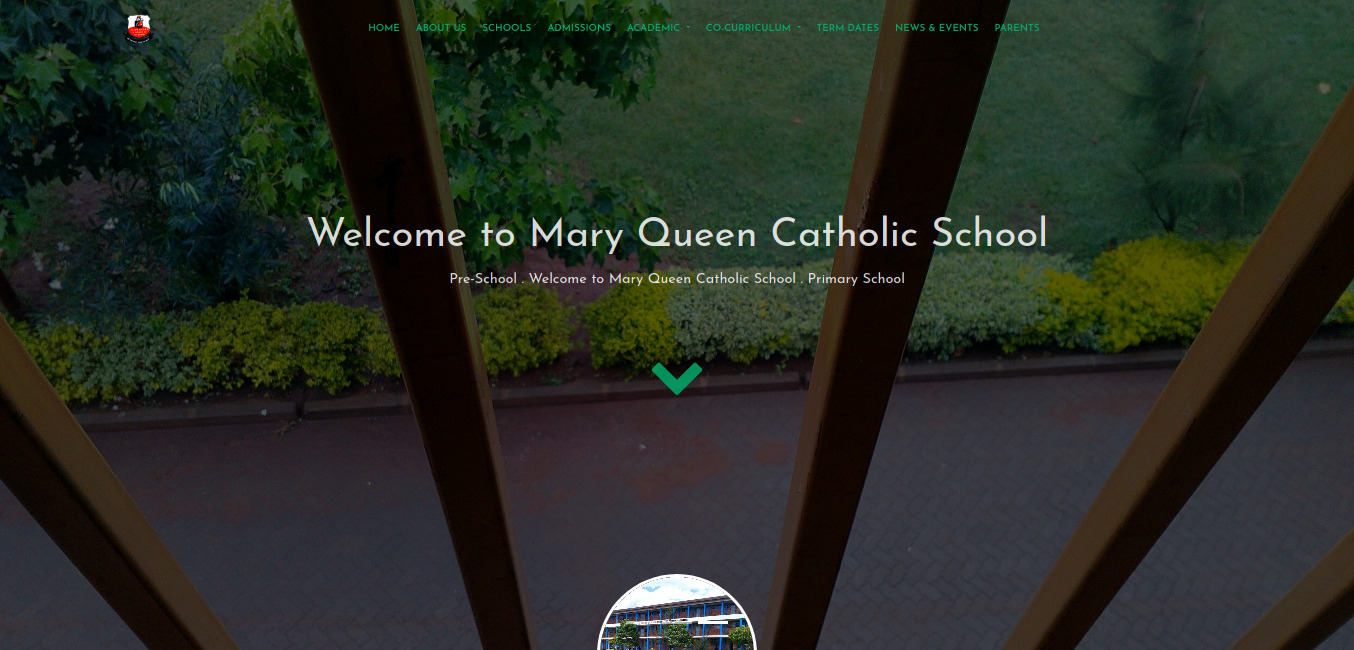 HOME ABOUT US SCHOOLS ADMISSIONS ACADEMIC CO-CURRICULUM TERM DATES NEWS & EVENTS PARENTS
Welcome to Mary Queen Catholic School
Pre-School . Welcome to Mary Queen Catholic School . Primary School